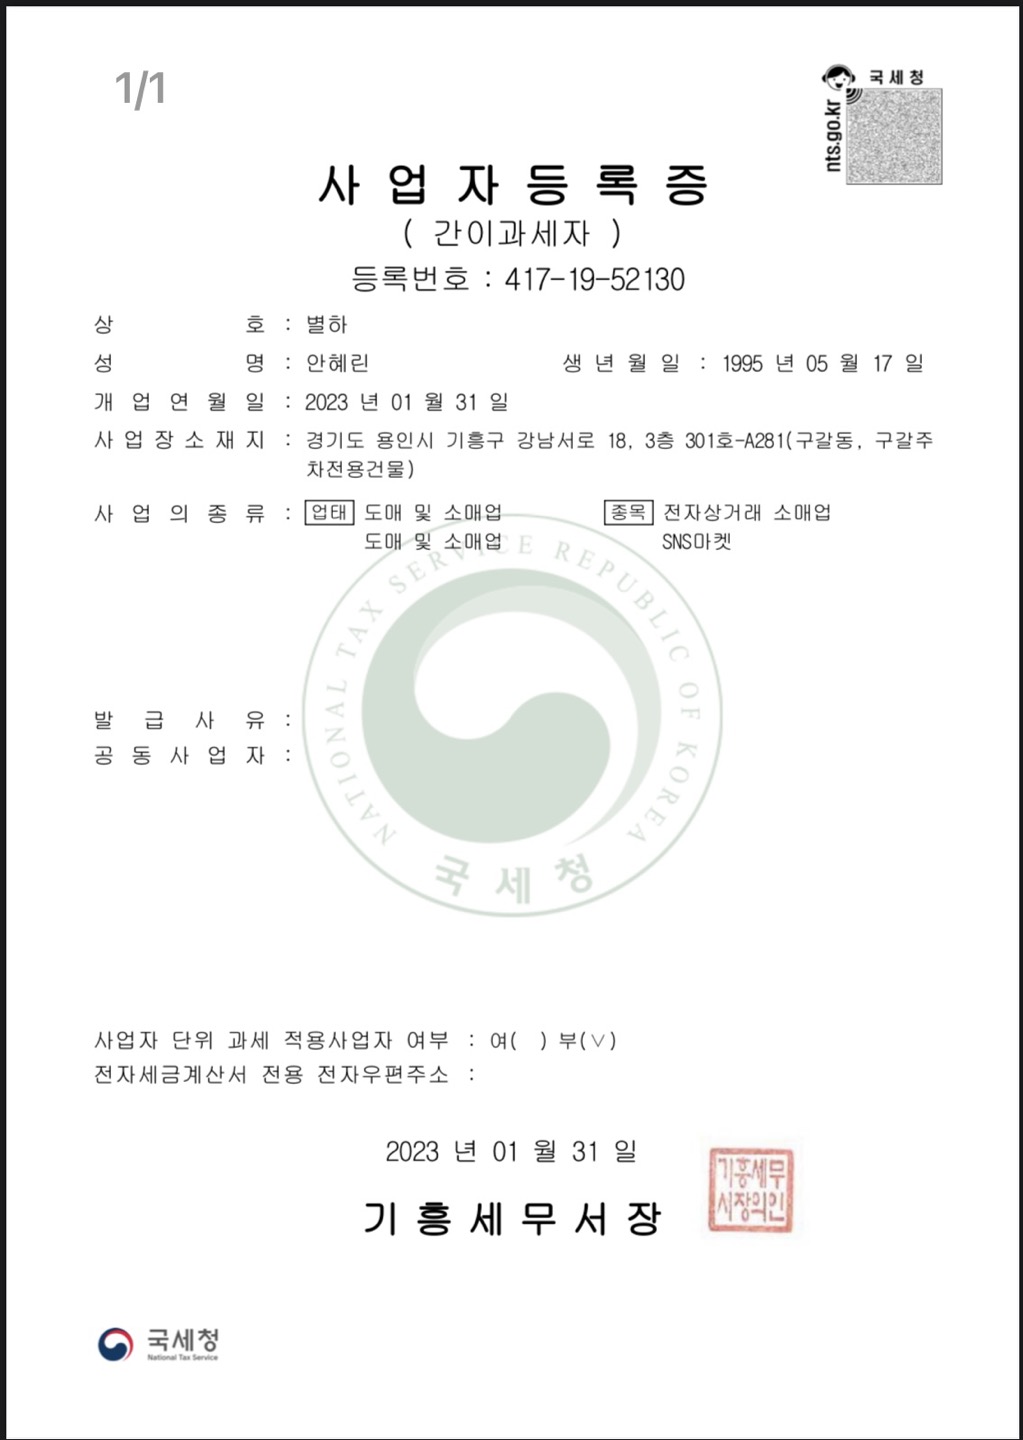 1/1
국세청
nts.go.kr
사업자등록증
( 간이과세자 )
등록번호 : 417-19-52130
상호 : 별하
성명 : 안혜린 생년월일 : 1995 년 05 월 17 일
개업연월일 : 2023 년 01 월 31 일
사업장소재지 : 경기도 용인시 기흥구 강남서로 18, 3층 301호-A281(구갈동, 구갈주
차전용건물)
사업의종류 : 업태 도매 및 소매업 종목 전자상거래 소매업
도매 및 소매업 SNS마켓
NATIONAL TAX SERVICE REPUBLIC OF KOREA
발급사유 :
공동사업자 :
국세청
사업자 단위 과세 적용사업자 여부 : 여( ) 부(∨)
전자세금계산서 전용 전자우편주소 :
2023 년 01 월 31 일
기흥세무서장
기흥세무
서장의인
국세청
National Tax Service